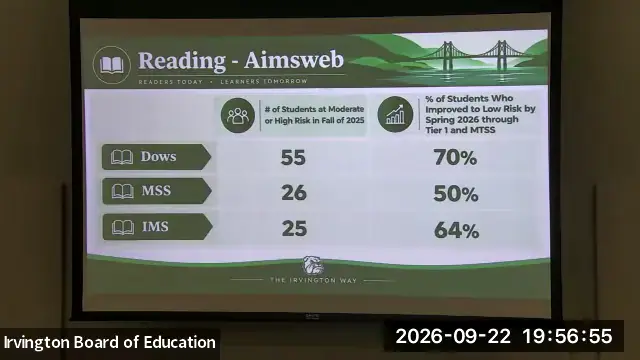 Reading - Aimsweb
READERS TODAY • LEARNERS TOMORROW
# of Students at Moderate
or High Risk in Fall of 2025
% of Students Who
Improved to Low Risk by
Spring 2026 through
Tier 1 and MTSS
Dows 55 70%
MSS 26 50%
IMS 25 64%
THE IRVINGTON WAY
Irvington Board of Education
2026-09-22 19:56:55